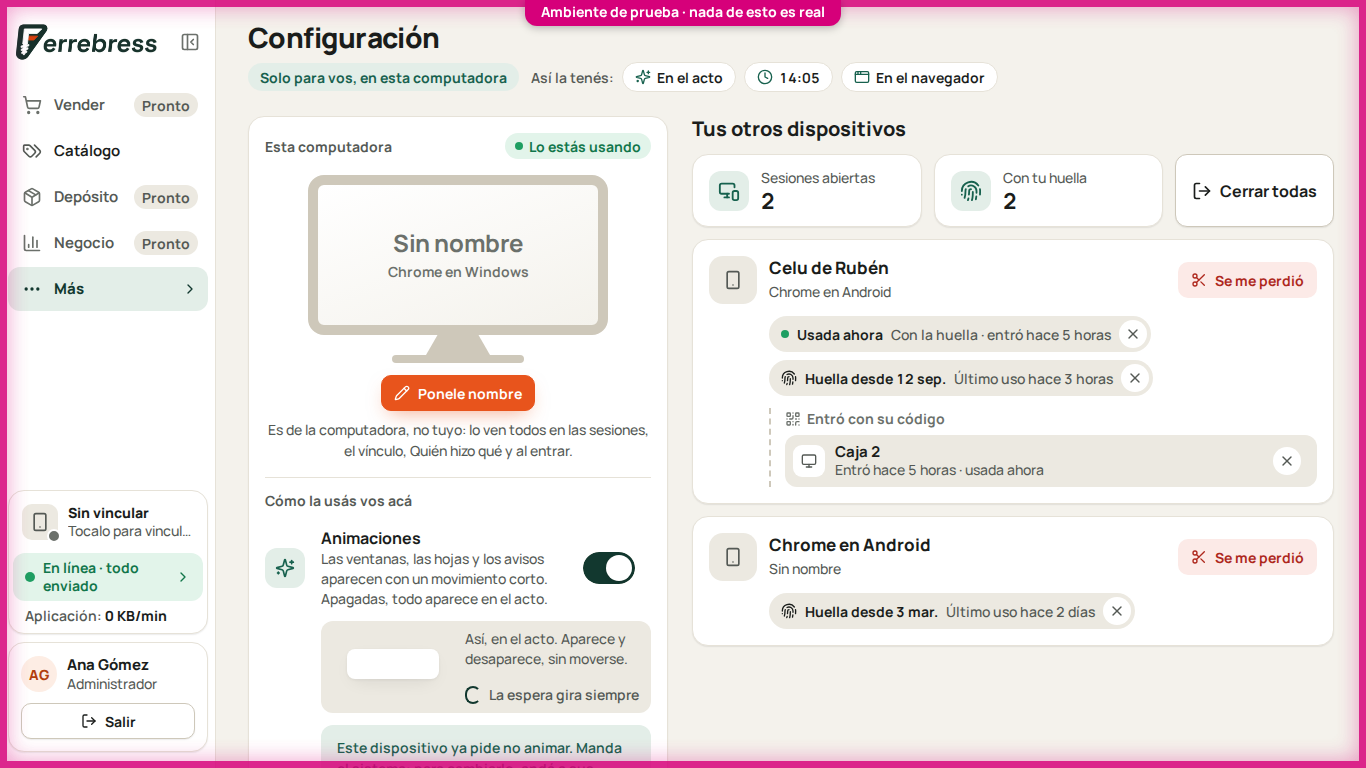 Ambiente de prueba · nada de esto es real
Ferrebress
Vender
Pronto
Catálogo
Depósito
Pronto
Negocio
Pronto
Más
Sin vincular
Tocalo para vincul...
En línea · todo
enviado
Aplicación: 0 KB/min
AG
Ana Gómez
Administrador
Salir
Configuración
Solo para vos, en esta computadora
Así la tenés:
En el acto
14:05
En el navegador
Esta computadora
Lo estás usando
Sin nombre
Chrome en Windows
Ponele nombre
Es de la computadora, no tuyo: lo ven todos en las sesiones,
el vínculo, Quién hizo qué y al entrar.
Cómo la usás vos acá
Animaciones
Las ventanas, las hojas y los avisos
aparecen con un movimiento corto.
Apagadas, todo aparece en el acto.
Así, en el acto. Aparece y
desaparece, sin moverse.
La espera gira siempre
Este dispositivo ya pide no animar. Manda
Tus otros dispositivos
Sesiones abiertas
2
Con tu huella
2
Cerrar todas
Celu de Rubén
Chrome en Android
Se me perdió
Usada ahora Con la huella · entró hace 5 horas
Huella desde 12 sep. Último uso hace 3 horas
Entró con su código
Caja 2
Entró hace 5 horas · usada ahora
Chrome en Android
Sin nombre
Se me perdió
Huella desde 3 mar. Último uso hace 2 días